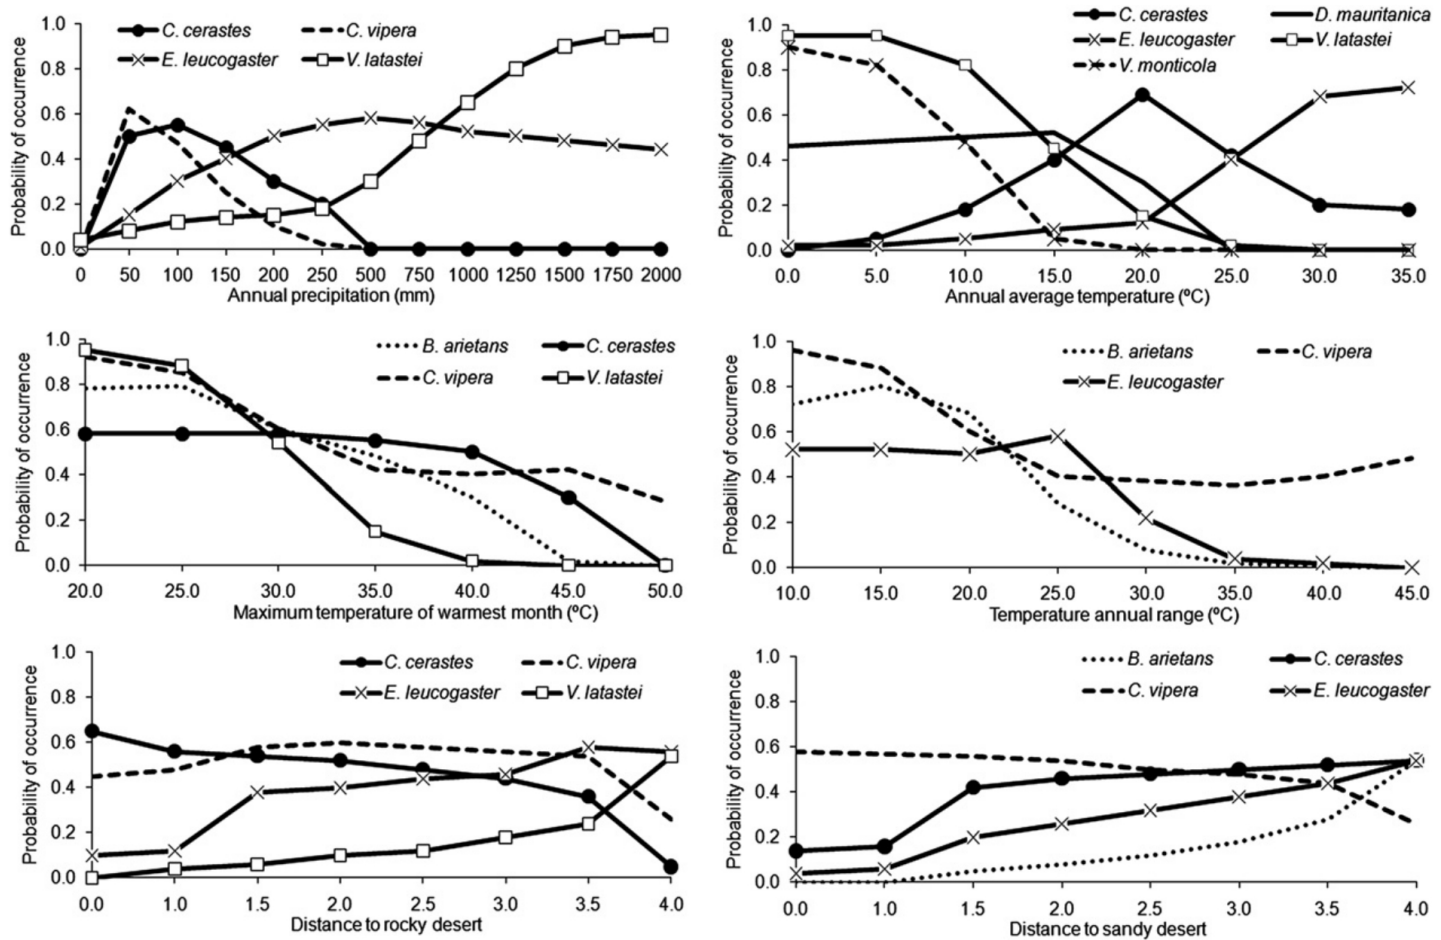 C. cerastes C. vipera
E. leucogaster V. latastei
Probability of occurrence
1.0
0.8
0.6
0.4
0.2
0.0
0 50 100 150 200 250 500 750 1000 1250 1500 1750 2000
Annual precipitation (mm)
C. cerastes D. mauritanica
E. leucogaster V. latastei
V. monticola
Probability of occurrence
1.0
0.8
0.6
0.4
0.2
0.0
0.0 5.0 10.0 15.0 20.0 25.0 30.0 35.0
Annual average temperature (ºC)
B. arietans C. cerastes
C. vipera V. latastei
Probability of occurrence
1.0
0.8
0.6
0.4
0.2
0.0
20.0 25.0 30.0 35.0 40.0 45.0 50.0
Maximum temperature of warmest month (ºC)
B. arietans C. vipera
E. leucogaster
Probability of occurrence
1.0
0.8
0.6
0.4
0.2
0.0
10.0 15.0 20.0 25.0 30.0 35.0 40.0 45.0
Temperature annual range (ºC)
C. cerastes C. vipera
E. leucogaster V. latastei
Probability of occurrence
1.0
0.8
0.6
0.4
0.2
0.0
0.0 1.0 1.5 2.0 2.5 3.0 3.5 4.0
Distance to rocky desert
B. arietans C. cerastes
C. vipera E. leucogaster
Probability of occurrence
1.0
0.8
0.6
0.4
0.2
0.0
0.0 1.0 1.5 2.0 2.5 3.0 3.5 4.0
Distance to sandy desert